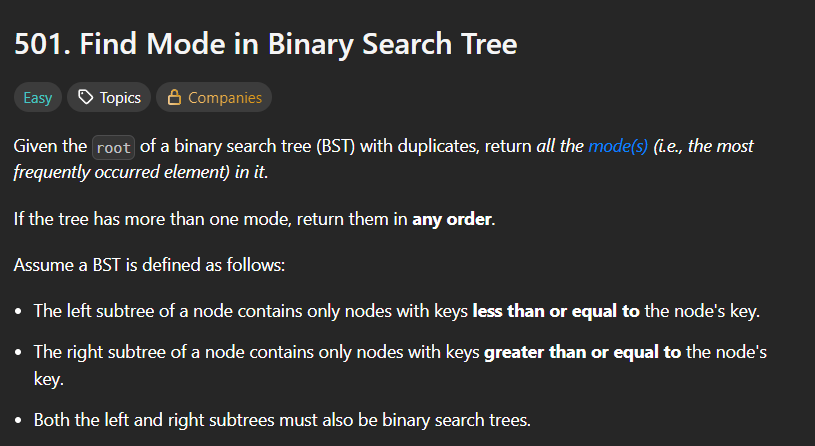 501. Find Mode in Binary Search Tree
Easy Topics Companies
Given the root of a binary search tree (BST) with duplicates, return all the mode(s) (i.e., the most
frequently occurred element) in it.
If the tree has more than one mode, return them in any order.
Assume a BST is defined as follows:
• The left subtree of a node contains only nodes with keys less than or equal to the node's key.
• The right subtree of a node contains only nodes with keys greater than or equal to the node's
key.
• Both the left and right subtrees must also be binary search trees.